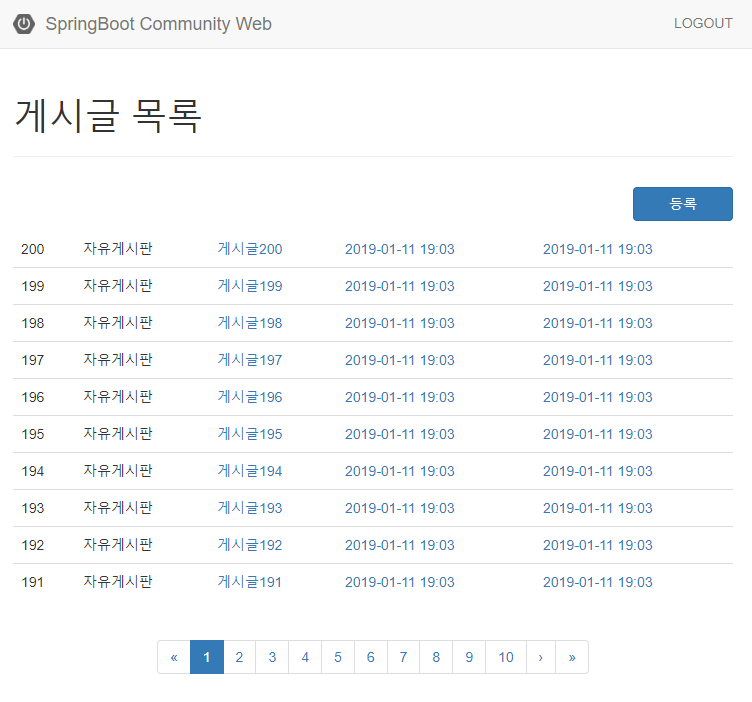 SpringBoot Community Web LOGOUT
게시글 목록
등록
200 자유게시판 게시글200 2019-01-11 19:03 2019-01-11 19:03
199 자유게시판 게시글199 2019-01-11 19:03 2019-01-11 19:03
198 자유게시판 게시글198 2019-01-11 19:03 2019-01-11 19:03
197 자유게시판 게시글197 2019-01-11 19:03 2019-01-11 19:03
196 자유게시판 게시글196 2019-01-11 19:03 2019-01-11 19:03
195 자유게시판 게시글195 2019-01-11 19:03 2019-01-11 19:03
194 자유게시판 게시글194 2019-01-11 19:03 2019-01-11 19:03
193 자유게시판 게시글193 2019-01-11 19:03 2019-01-11 19:03
192 자유게시판 게시글192 2019-01-11 19:03 2019-01-11 19:03
191 자유게시판 게시글191 2019-01-11 19:03 2019-01-11 19:03
« 1 2 3 4 5 6 7 8 9 10 › »